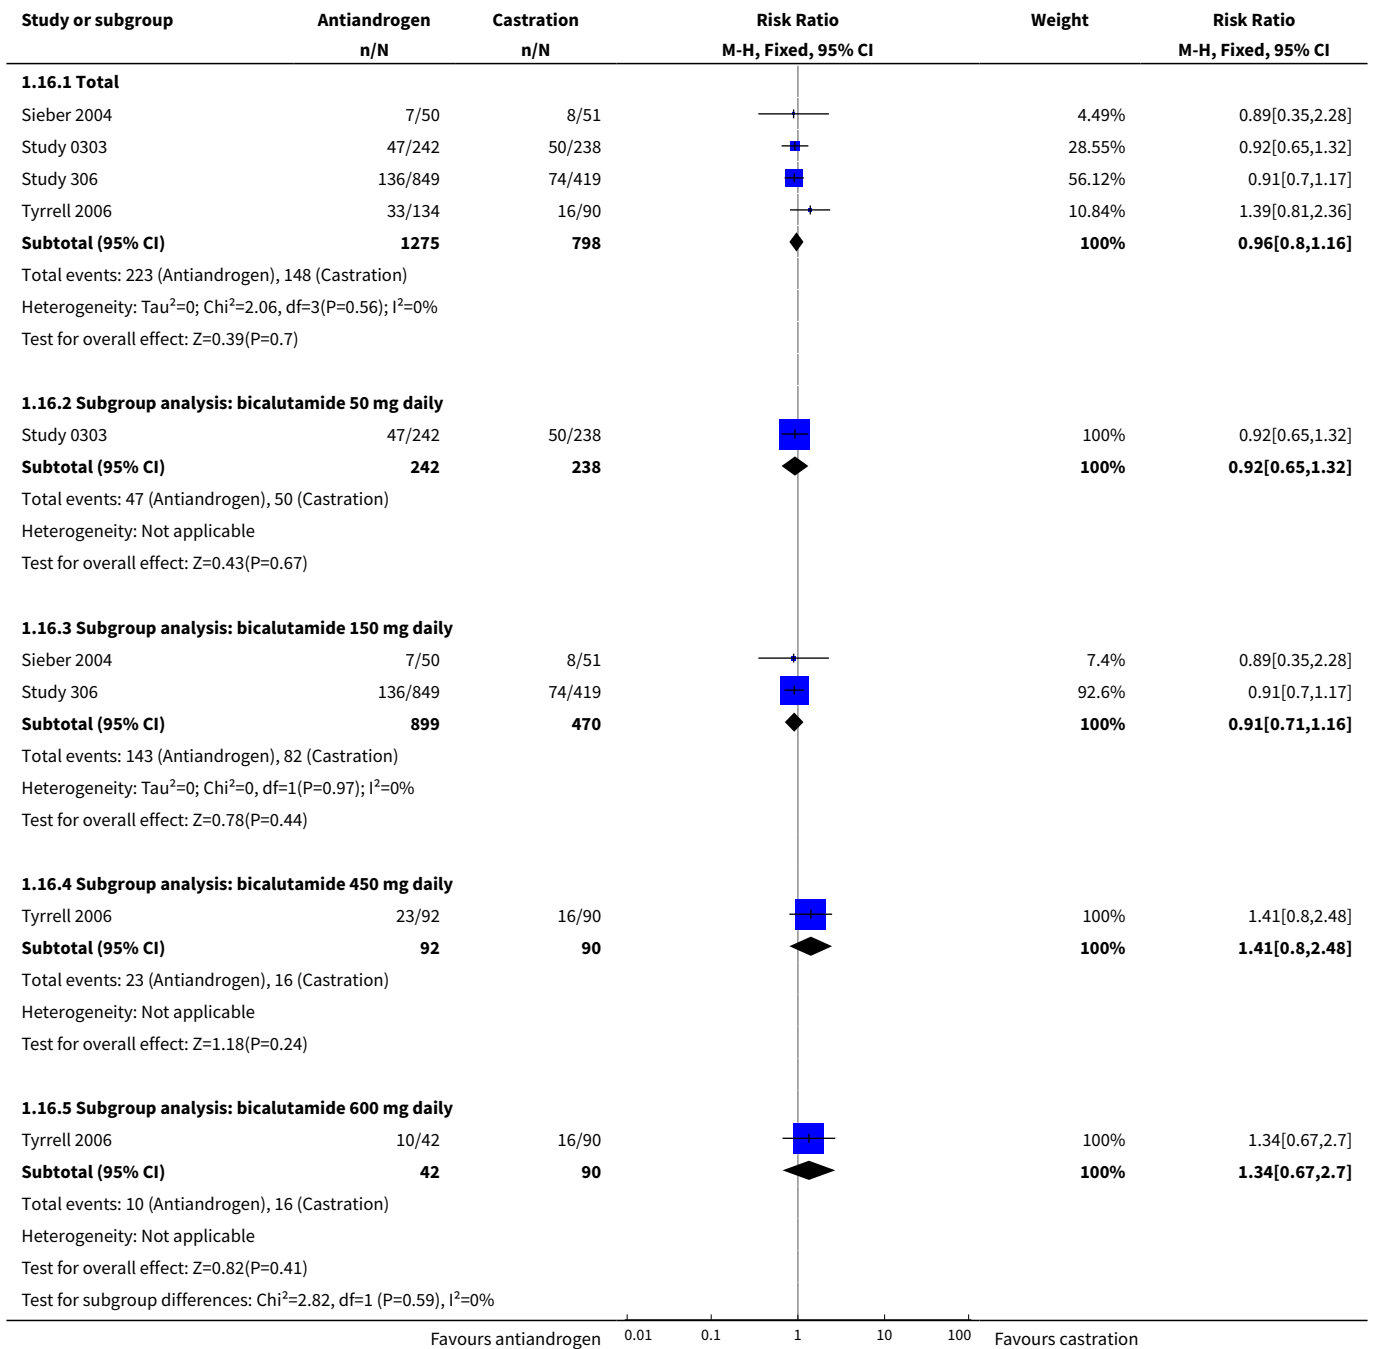 Study or subgroup Antiandrogen Castration Risk Ratio Weight Risk Ratio
n/N n/N M-H, Fixed, 95% CI M-H, Fixed, 95% CI
1.16.1 Total
Sieber 2004 7/50 8/51 4.49% 0.89[0.35,2.28]
Study 0303 47/242 50/238 28.55% 0.92[0.65,1.32]
Study 306 136/849 74/419 56.12% 0.91[0.7,1.17]
Tyrrell 2006 33/134 16/90 10.84% 1.39[0.81,2.36]
Subtotal (95% CI) 1275 798 100% 0.96[0.8,1.16]
Total events: 223 (Antiandrogen), 148 (Castration)
Heterogeneity: Tau²=0; Chi²=2.06, df=3(P=0.56); I²=0%
Test for overall effect: Z=0.39(P=0.7)
1.16.2 Subgroup analysis: bicalutamide 50 mg daily
Study 0303 47/242 50/238 100% 0.92[0.65,1.32]
Subtotal (95% CI) 242 238 100% 0.92[0.65,1.32]
Total events: 47 (Antiandrogen), 50 (Castration)
Heterogeneity: Not applicable
Test for overall effect: Z=0.43(P=0.67)
1.16.3 Subgroup analysis: bicalutamide 150 mg daily
Sieber 2004 7/50 8/51 7.4% 0.89[0.35,2.28]
Study 306 136/849 74/419 92.6% 0.91[0.7,1.17]
Subtotal (95% CI) 899 470 100% 0.91[0.71,1.16]
Total events: 143 (Antiandrogen), 82 (Castration)
Heterogeneity: Tau²=0; Chi²=0, df=1(P=0.97); I²=0%
Test for overall effect: Z=0.78(P=0.44)
1.16.4 Subgroup analysis: bicalutamide 450 mg daily
Tyrrell 2006 23/92 16/90 100% 1.41[0.8,2.48]
Subtotal (95% CI) 92 90 100% 1.41[0.8,2.48]
Total events: 23 (Antiandrogen), 16 (Castration)
Heterogeneity: Not applicable
Test for overall effect: Z=1.18(P=0.24)
1.16.5 Subgroup analysis: bicalutamide 600 mg daily
Tyrrell 2006 10/42 16/90 100% 1.34[0.67,2.7]
Subtotal (95% CI) 42 90 100% 1.34[0.67,2.7]
Total events: 10 (Antiandrogen), 16 (Castration)
Heterogeneity: Not applicable
Test for overall effect: Z=0.82(P=0.41)
Test for subgroup differences: Chi²=2.82, df=1 (P=0.59), I²=0%
Favours antiandrogen 0.01 0.1 1 10 100 Favours castration